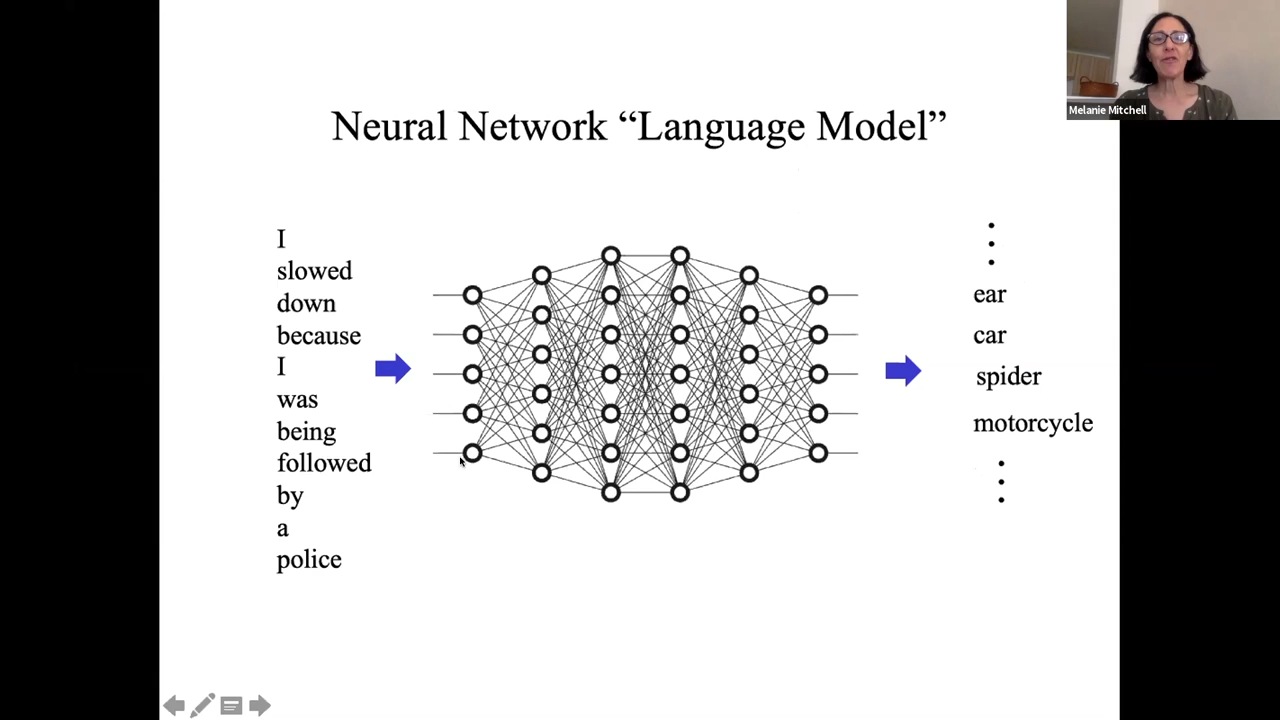 Melanie Mitchell
Neural Network “Language Model”
I
slowed
down
because
I
was
being
followed
by
a
police
ear
car
spider
motorcycle